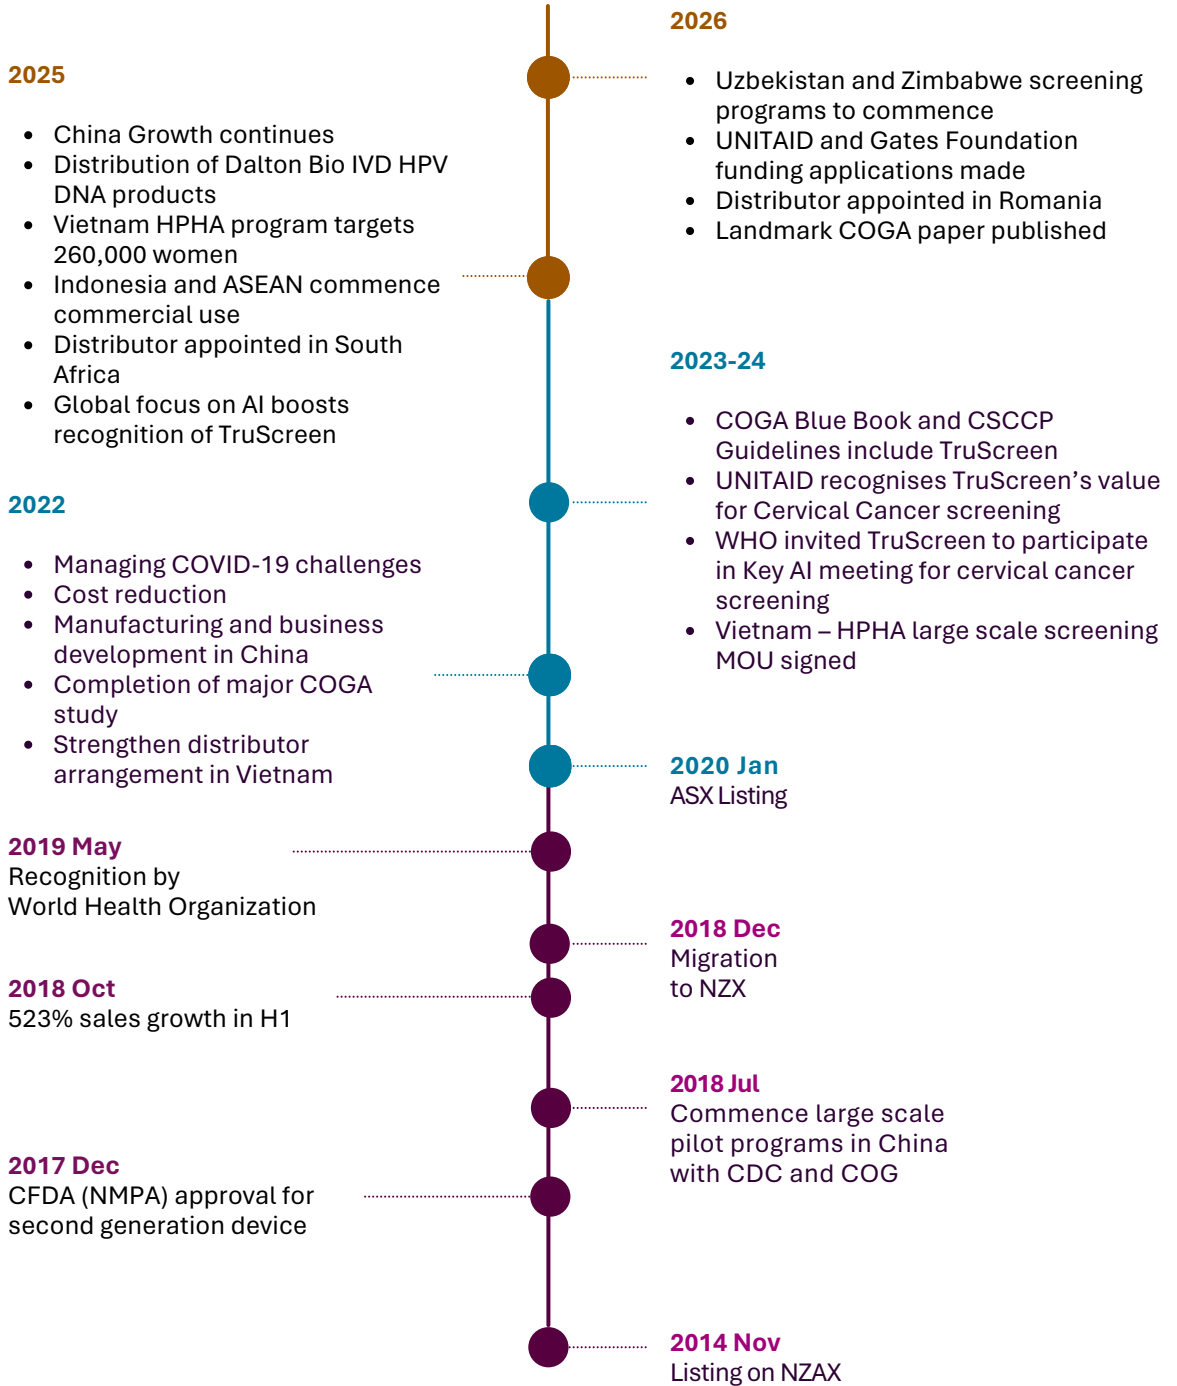 2026
• Uzbekistan and Zimbabwe screening
programs to commence
• UNITAID and Gates Foundation
funding applications made
• Distributor appointed in Romania
• Landmark COGA paper published
2025
• China Growth continues
• Distribution of Dalton Bio IVD HPV
DNA products
• Vietnam HPHA program targets
260,000 women
• Indonesia and ASEAN commence
commercial use
• Distributor appointed in South
Africa
• Global focus on AI boosts
recognition of TruScreen
2023-24
• COGA Blue Book and CSCCP
Guidelines include TruScreen
• UNITAID recognises TruScreen’s value
for Cervical Cancer screening
• WHO invited TruScreen to participate
in Key AI meeting for cervical cancer
screening
• Vietnam – HPHA large scale screening
MOU signed
2022
• Managing COVID-19 challenges
• Cost reduction
• Manufacturing and business
development in China
• Completion of major COGA
study
• Strengthen distributor
arrangement in Vietnam
2020 Jan
ASX Listing
2019 May
Recognition by
World Health Organization
2018 Dec
Migration
to NZX
2018 Oct
523% sales growth in H1
2018 Jul
Commence large scale
pilot programs in China
with CDC and COG
2017 Dec
CFDA (NMPA) approval for
second generation device
2014 Nov
Listing on NZAX